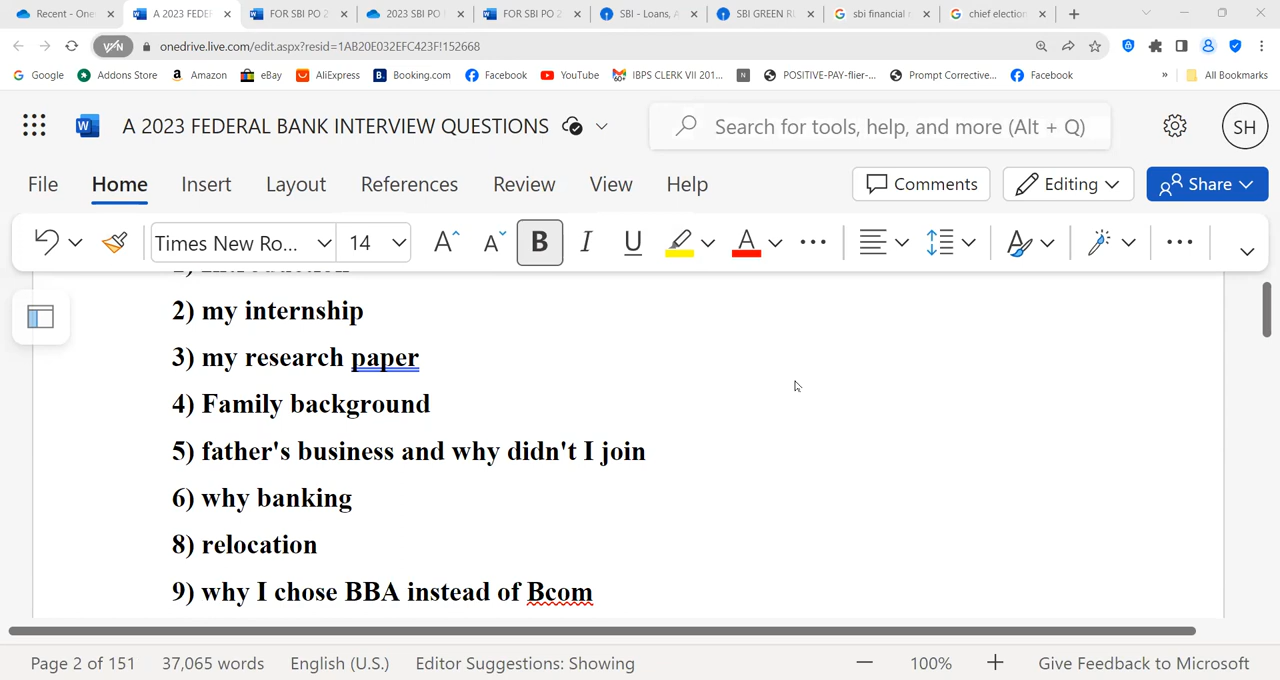 Recent - One
A 2023 FEDE
FOR SBI PO 2
2023 SBI PO
FOR SBI PO 2
SBI - Loans, A
SBI GREEN R
sbi financial
chief election
VPN
onedrive.live.com/edit.aspx?resid=1AB20E032EFC423F!152668
Google
Addons Store
Amazon
eBay
AliExpress
Booking.com
Facebook
YouTube
IBPS CLERK VII 201...
N
POSITIVE-PAY-flier-...
Prompt Corrective...
Facebook
»
All Bookmarks
W
A 2023 FEDERAL BANK INTERVIEW QUESTIONS
Search for tools, help, and more (Alt + Q)
SH
File Home Insert Layout References Review View Help
Comments
Editing
Share
Times New Ro...
14
A A B I U A A
2) my internship
3) my research paper
4) Family background
5) father's business and why didn't I join
6) why banking
8) relocation
9) why I chose BBA instead of Bcom
Page 2 of 151 37,065 words English (U.S.) Editor Suggestions: Showing
— 100% +
Give Feedback to Microsoft